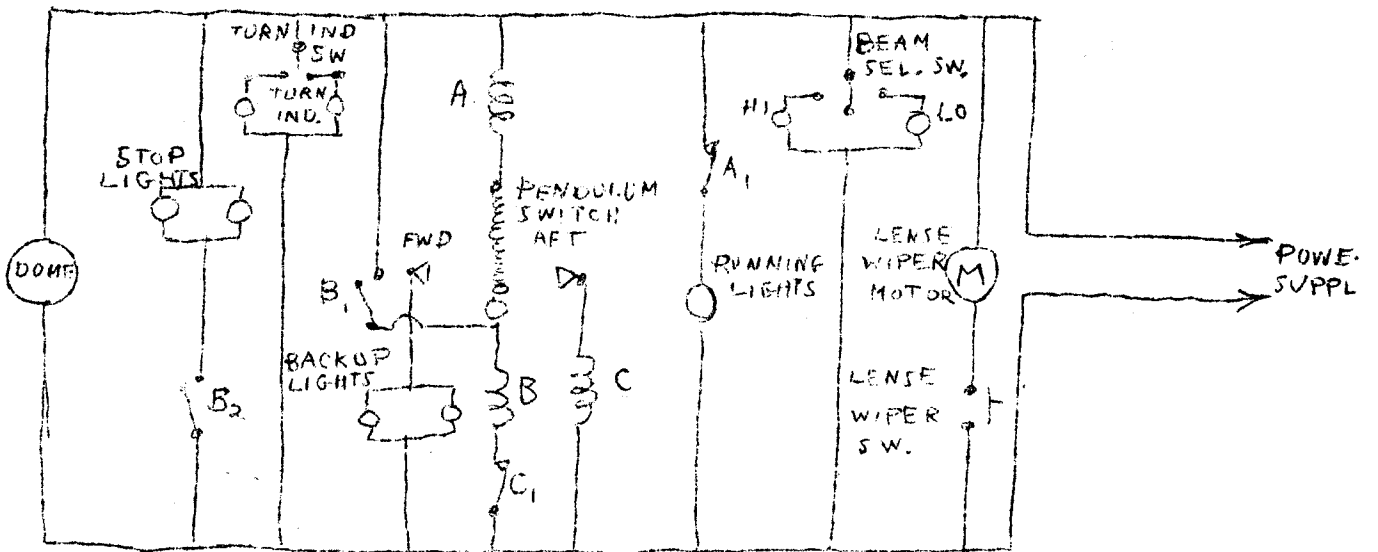 TURN IND
SW
TURN
IND.
STOP
LIGHTS
DOME
B2
A
PENDULUM
SWITCH
AFT
FWD
B1
BACKUP
LIGHTS
B
C
C1
A1
RUNNING
LIGHTS
BEAM
SEL. SW.
HI
LO
LENSE
WIPER
MOTOR
M
LENSE
WIPER
SW.
POWE.
SUPPL